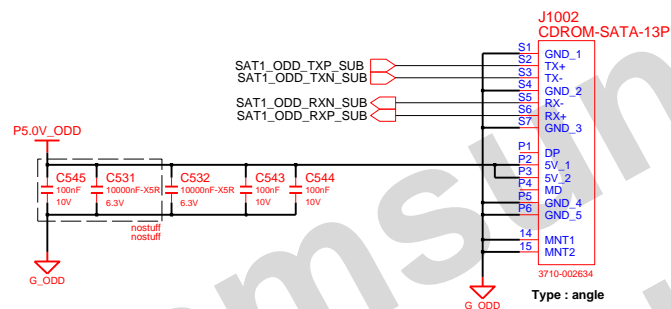 J1002
CDROM-SATA-13P
S1 GND_1
SAT1_ODD_TXP_SUB S2 TX+
SAT1_ODD_TXN_SUB S3 TX-
S4 GND_2
SAT1_ODD_RXN_SUB S5 RX-
SAT1_ODD_RXP_SUB S6 RX+
S7 GND_3
P5.0V_ODD
P1 DP
P2 5V_1
P3 5V_2
P4 MD
P5 GND_4
P6 GND_5
C545 C531 C532 C543 C544
100nF 10000nF-X5R 10000nF-X5R 100nF 100nF
10V 6.3V 6.3V 10V 10V
nostuff
nostuff
14 MNT1
15 MNT2
3710-002634
G_ODD
G_ODD
Type : angle